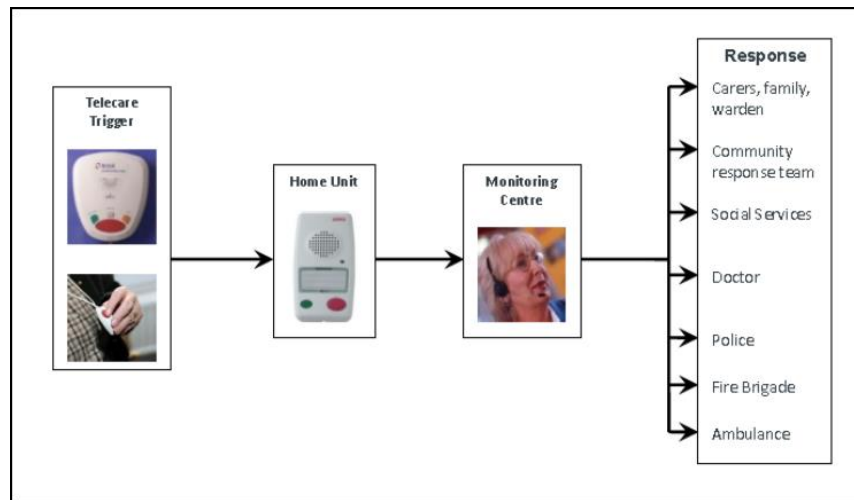 Telecare
Trigger
Home Unit
Monitoring
Centre
Response
Carers, family,
warden
Community
response team
Social Services
Doctor
Police
Fire Brigade
Ambulance